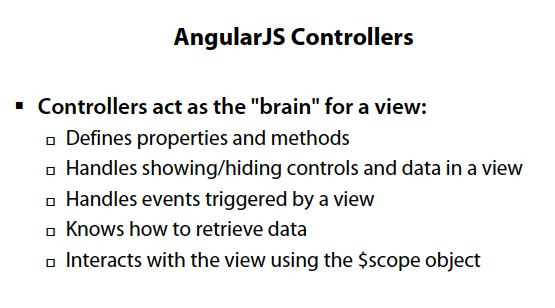 AngularJS Controllers
▪ Controllers act as the "brain" for a view:
▫ Defines properties and methods
▫ Handles showing/hiding controls and data in a view
▫ Handles events triggered by a view
▫ Knows how to retrieve data
▫ Interacts with the view using the $scope object